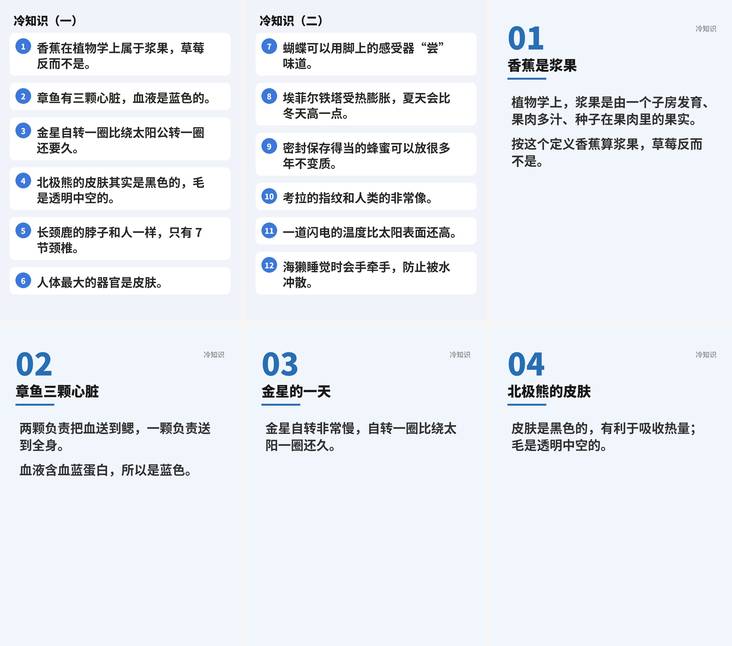 冷知识（一）
1 香蕉在植物学上属于浆果，草莓
反而不是。
2 章鱼有三颗心脏，血液是蓝色的。
3 金星自转一圈比绕太阳公转一圈
还要久。
4 北极熊的皮肤其实是黑色的，毛
是透明中空的。
5 长颈鹿的脖子和人一样，只有 7
节颈椎。
6 人体最大的器官是皮肤。
冷知识（二）
7 蝴蝶可以用脚上的感受器“尝”
味道。
8 埃菲尔铁塔受热膨胀，夏天会比
冬天高一点。
9 密封保存得当的蜂蜜可以放很多
年不变质。
10 考拉的指纹和人类的非常像。
11 一道闪电的温度比太阳表面还高。
12 海獭睡觉时会手牵手，防止被水
冲散。
冷知识
01
香蕉是浆果
植物学上，浆果是由一个子房发育、
果肉多汁、种子在果肉里的果实。
按这个定义香蕉算浆果，草莓反而
不是。
冷知识
02
章鱼三颗心脏
两颗负责把血送到鳃，一颗负责送
到全身。
血液含血蓝蛋白，所以是蓝色。
冷知识
03
金星的一天
金星自转非常慢，自转一圈比绕太
阳一圈还久。
冷知识
04
北极熊的皮肤
皮肤是黑色的，有利于吸收热量；
毛是透明中空的。